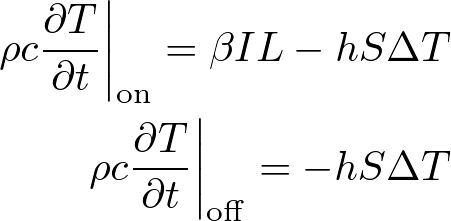 ρc ∂T/∂t |on = βIL − hSΔT
ρc ∂T/∂t |off = −hSΔT